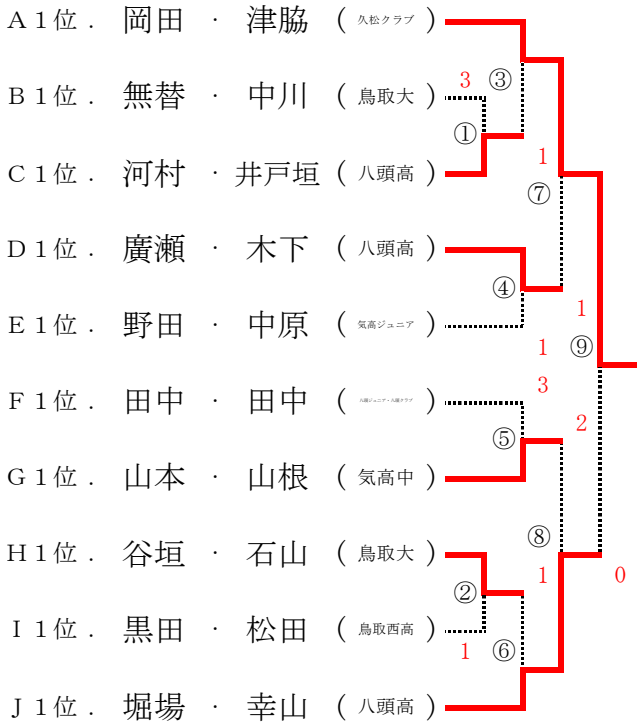 A1位. 岡田 · 津脇 (久松クラブ)
3 ③
B1位. 無替 · 中川 (鳥取大)
①
1
C1位. 河村 · 井戸垣 (八頭高)
⑦
D1位. 廣瀬 · 木下 (八頭高)
④
1
E1位. 野田 · 中原 (気高ジュニア)
1 ⑨
3
F1位. 田中 · 田中 ( )
2
⑤
G1位. 山本 · 山根 (気高中)
⑧
H1位. 谷垣 · 石山 (鳥取大)
1 0
②
I1位. 黒田 · 松田 (鳥取西高)
1 ⑥
J1位. 堀場 · 幸山 (八頭高)